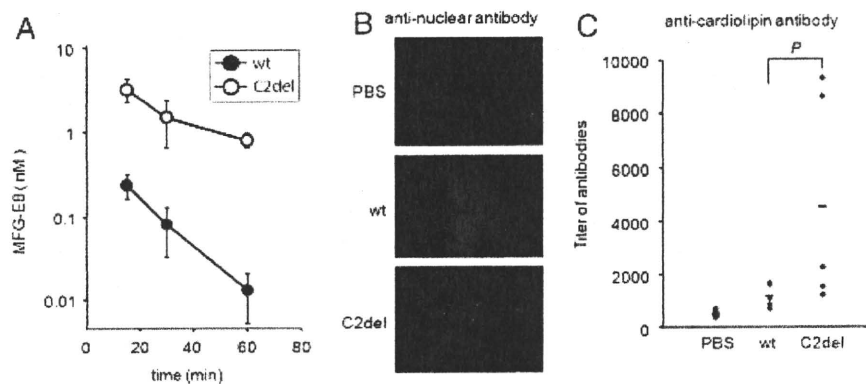 A
10
1
0.1
0.01
MFG-E8 (nM)
0 20 40 60 80
time (min)
wt
C2del
B
anti-nuclear antibody
PBS
wt
C2del
C
anti-cardiolipin antibody
P
10000
8000
6000
4000
2000
0
Titer of antibodies
PBS wt C2del